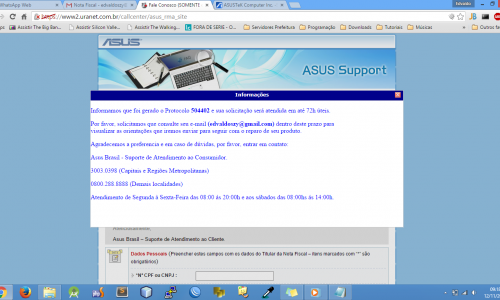 WhatsApp Web
Nota Fiscal -
Fale Conosco (SOMENTE
ASUSTeK Computer Inc
https://www2.uranet.com.br/callcenter/asus_rma_site
Assistir The Big Ban
Assistir Silicon Valle
Assistir The Walking
FORA DE SERIE - O
Servidores Prefeitura
Programação
Downloads
Tutoriais
Músicas
Outros fa
ASUS
ASUS Support
Informações
Informamos que foi gerado o Protocolo 504402 e sua solicitação será atendida em até 72h úteis.
Por favor, solicitamos que consulte seu e-mail (edvaldoszy@gmail.com) dentro deste prazo para
visualizar as orientações que iremos enviar para seguir com o reparo de seu produto.
Agradecemos a preferencia e em caso de dúvidas, por favor, entrar em contato:
Asus Brasil - Suporte de Atendimento ao Consumidor.
3003.0398 (Capitais e Regiões Metropolitanas)
0800.288.8888 (Demais localidades)
Atendimento de Segunda à Sexta-Feira das 08:00 às 20:00h e aos sábados das 08:00hs às 14:00h.
Asus Brasil – Suporte de Atendimento ao Cliente.
Dados Pessoais (Preencher estes campos com os dados do Titular da Nota Fiscal – itens marcados com "*" são
obrigatórios)
*Nº CPF ou CNPJ :